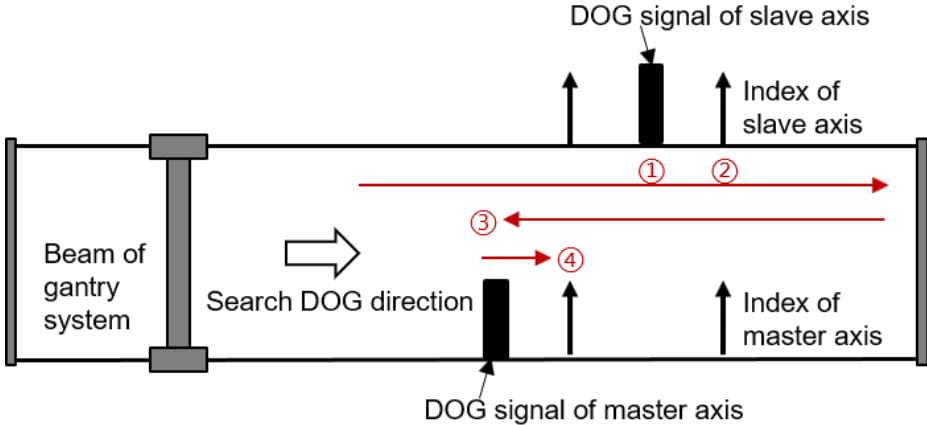 DOG signal of slave axis
Index of
slave axis
① ②
③
Beam of
gantry
system
④
Search DOG direction
Index of
master axis
DOG signal of master axis